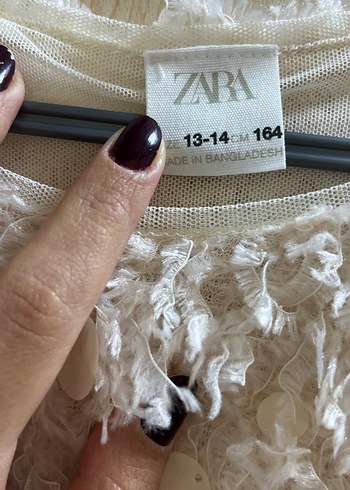 ZARA
ZE 13-14 CM 164
ADE IN BANGLADESH